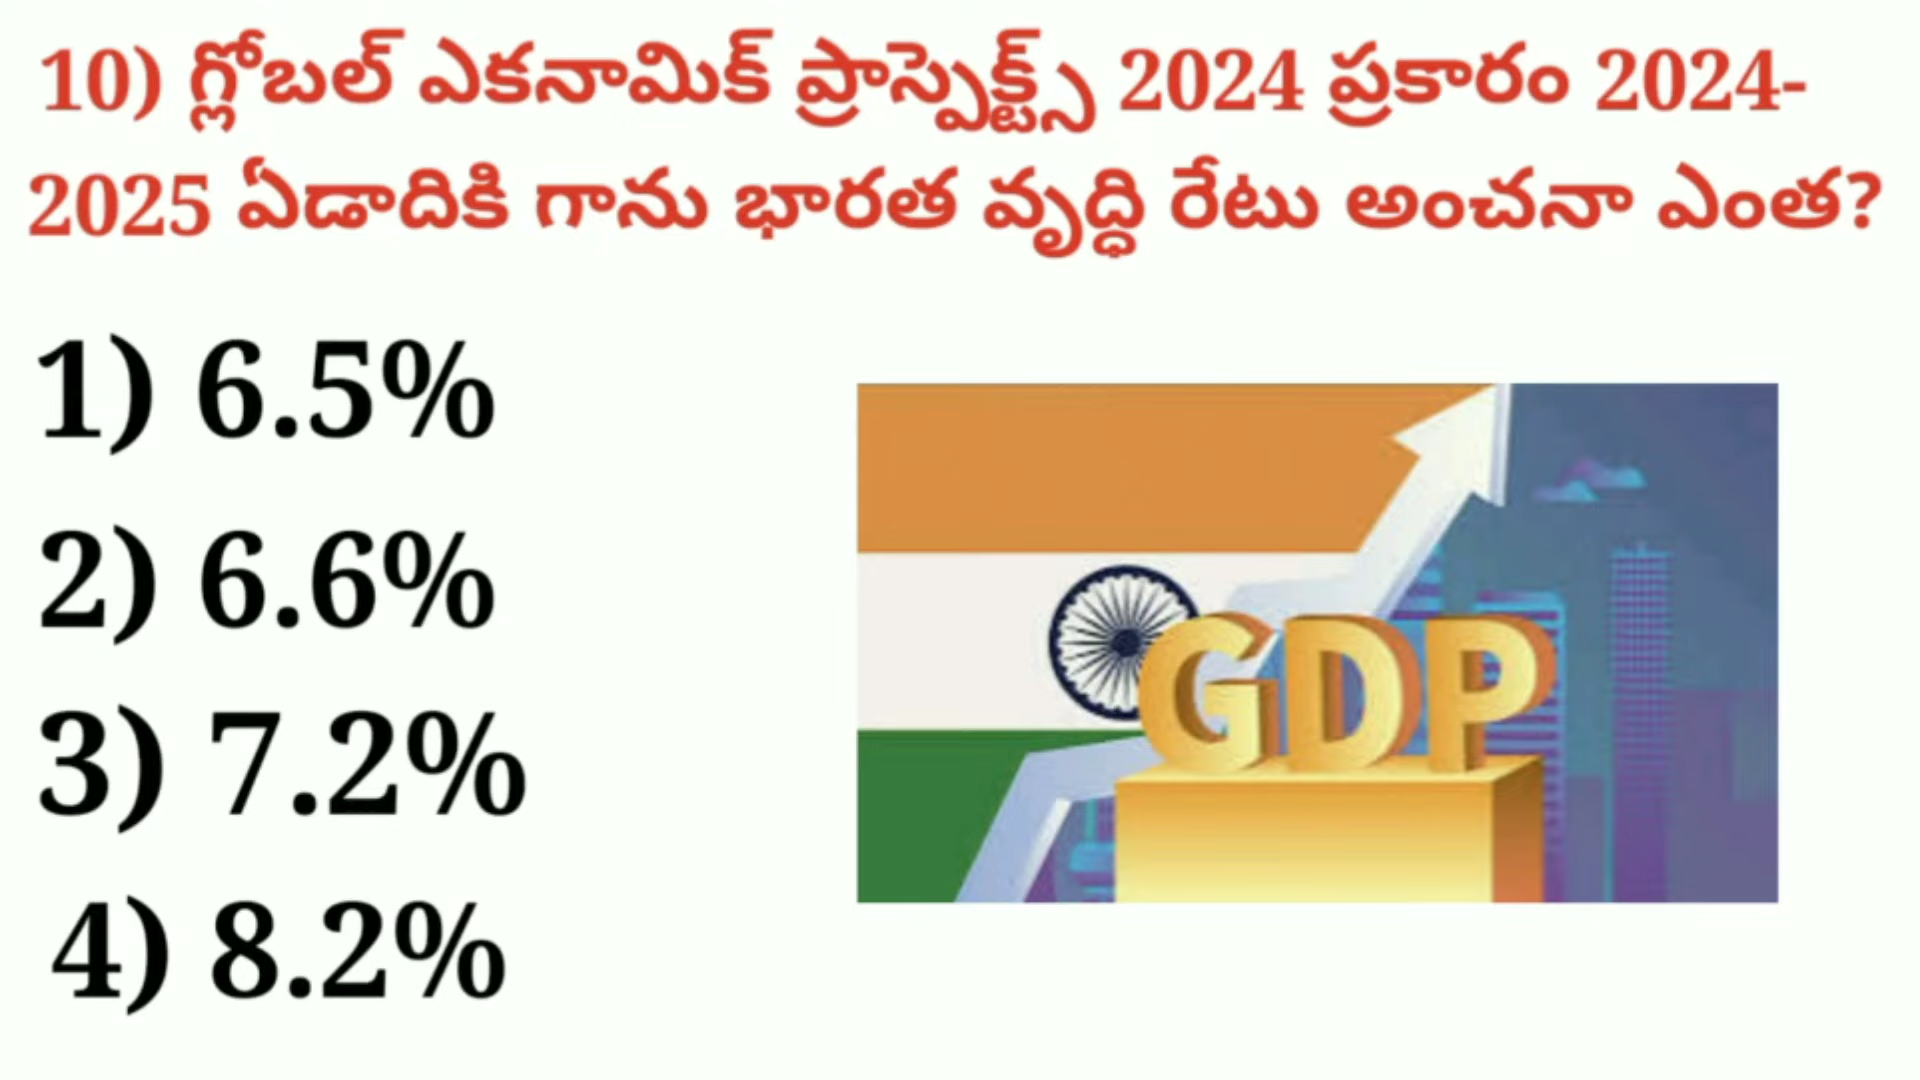 10) గ్లోబల్ ఎకనామిక్ ప్రాస్పెక్ట్స్ 2024 ప్రకారం 2024-
2025 ఏడాదికి గాను భారత వృద్ధి రేటు అంచనా ఎంత?
1) 6.5%
2) 6.6%
3) 7.2%
4) 8.2%
GDP